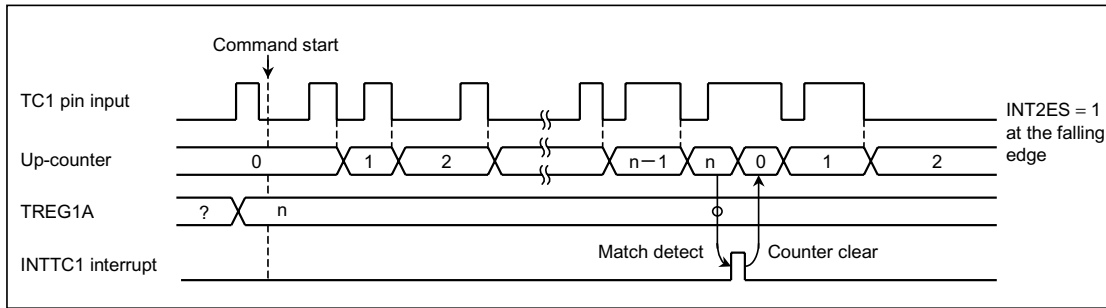 Command start
TC1 pin input
INT2ES = 1
at the falling
edge
Up-counter 0 1 2 n−1 n 0 1 2
TREG1A ? n
Match detect Counter clear
INTTC1 interrupt